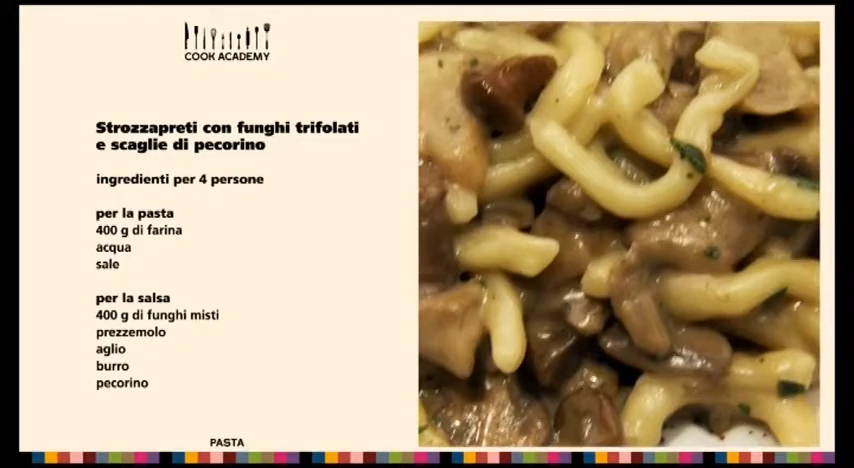 COOK ACADEMY
Strozzapreti con funghi trifolati
e scaglie di pecorino
ingredienti per 4 persone
per la pasta
400 g di farina
acqua
sale
per la salsa
400 g di funghi misti
prezzemolo
aglio
burro
pecorino
PASTA